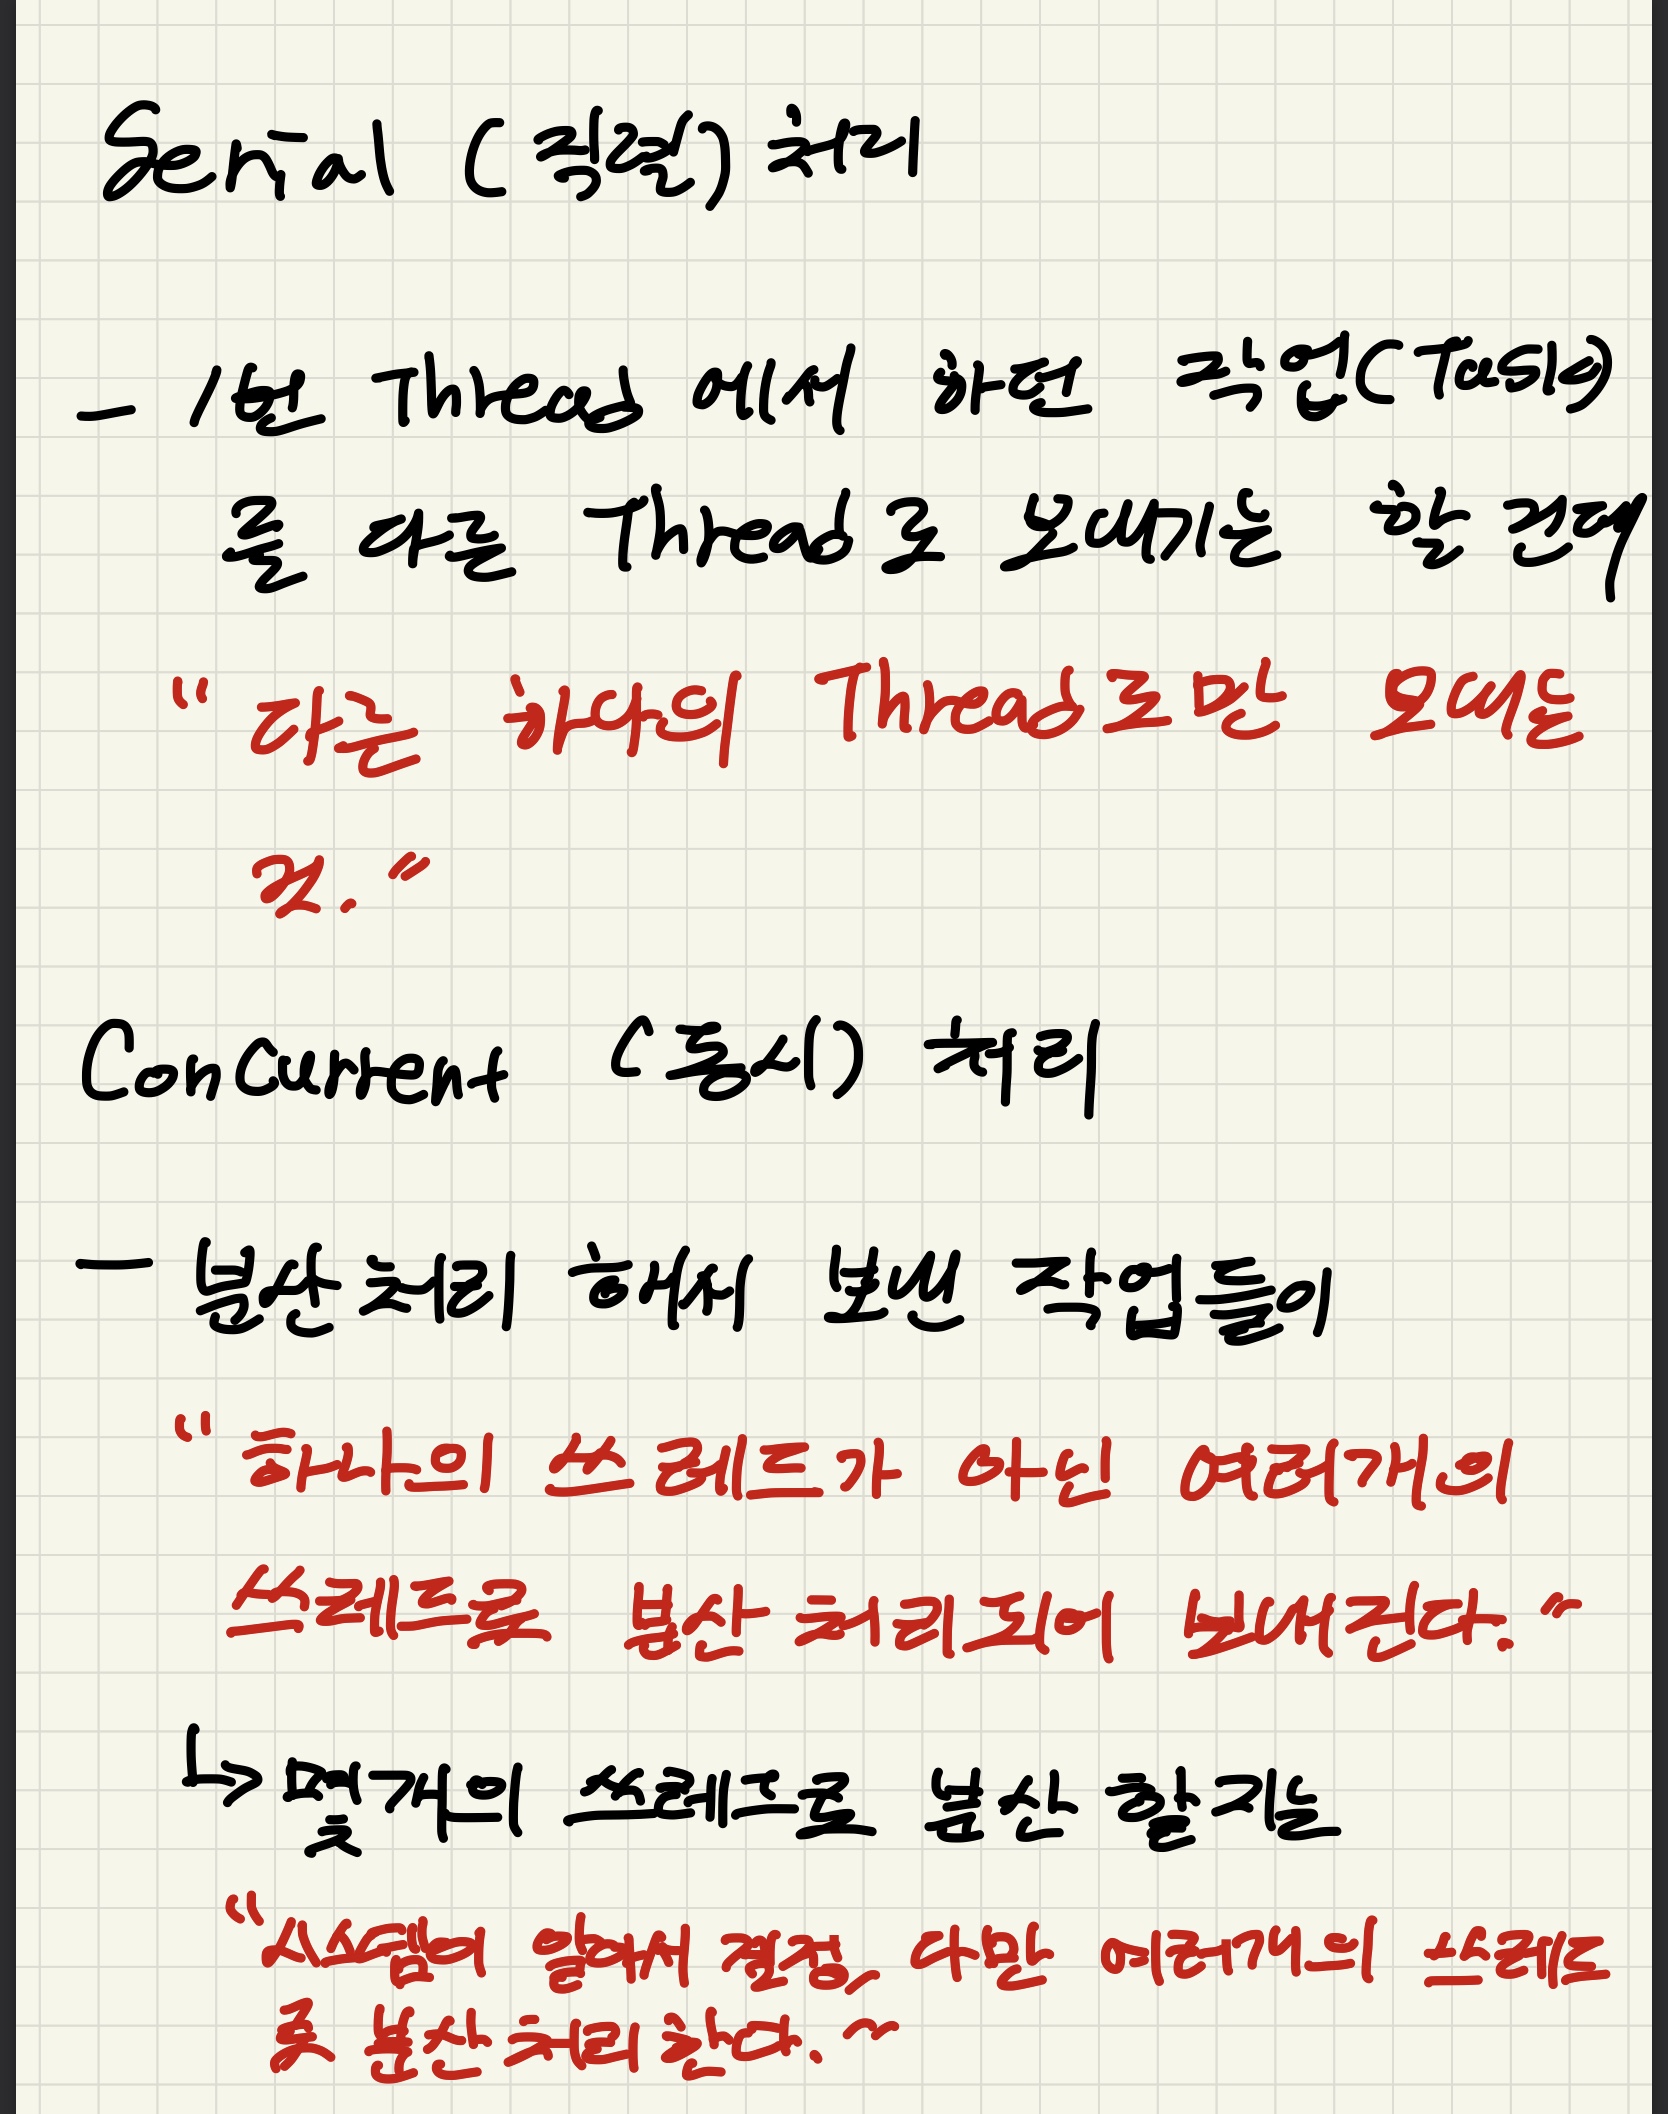 Serial (직렬) 처리
- 1번 Thread 에서 하던 작업(Task)
를 다른 Thread로 보내기는 할 건데
"다른 하나의 Thread로만 보내는
것."
Concurrent (동시) 처리
- 분산처리 해서 보낸 작업들이
"하나의 쓰레드가 아닌 여러개의
쓰레드로 분산 처리되어 보내진다."
↳ 몇개의 쓰레드로 분산 할지는
"시스템이 알아서 결정, 다만 여러개의 쓰레드
로 분산 처리한다."